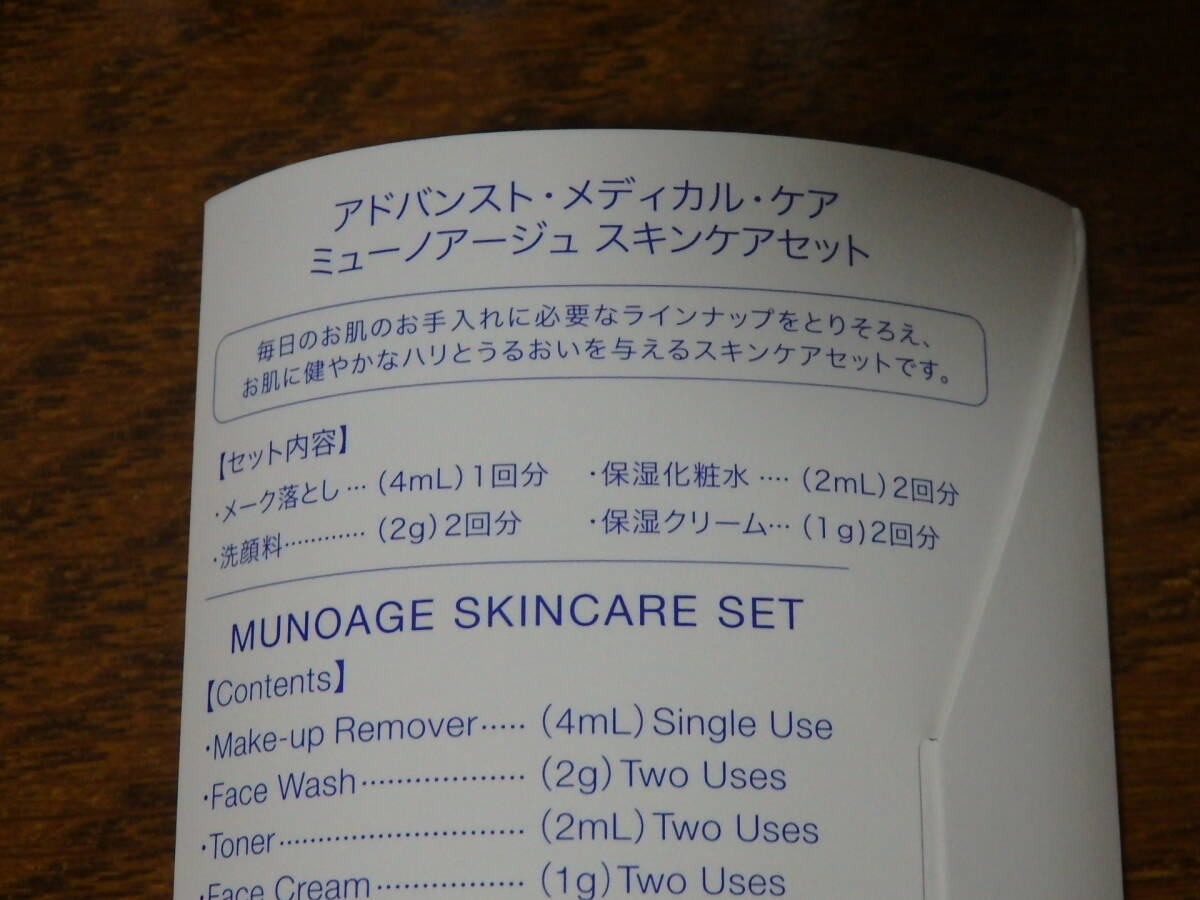 アドバンスト・メディカル・ケア
ミューノアージュ スキンケアセット
毎日のお肌のお手入れに必要なラインナップをとりそろえ、
お肌に健やかなハリとうるおいを与えるスキンケアセットです。
【セット内容】
・メーク落とし… (4mL) 1回分 ・保湿化粧水‥‥ (2mL) 2回分
・洗顔料………… (2g) 2回分 ・保湿クリーム… (1g) 2回分
MUNOAGE SKINCARE SET
【Contents】
・Make-up Remover····· (4mL) Single Use
・Face Wash·················· (2g) Two Uses
・Toner··························· (2mL) Two Uses
・Face Cream················ (1g) Two Uses